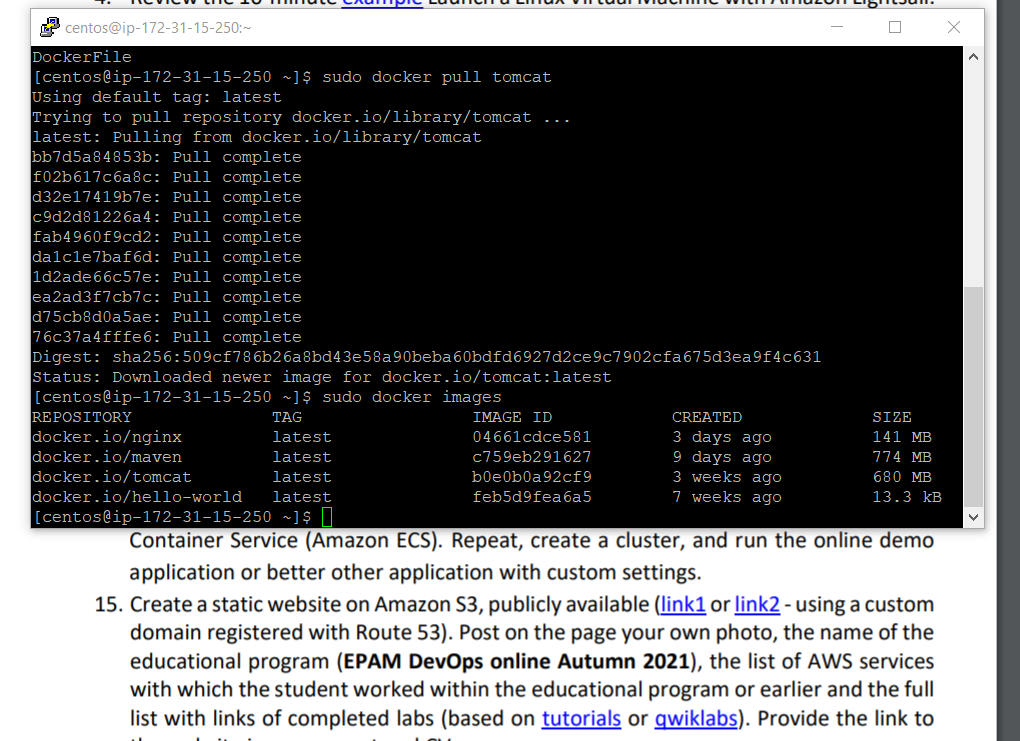 4. Review the 10-minute example Launch a Linux Virtual Machine with Amazon Lightsail.
centos@ip-172-31-15-250:~
DockerFile
[centos@ip-172-31-15-250 ~]$ sudo docker pull tomcat
Using default tag: latest
Trying to pull repository docker.io/library/tomcat ...
latest: Pulling from docker.io/library/tomcat
bb7d5a84853b: Pull complete
f02b617c6a8c: Pull complete
d32e17419b7e: Pull complete
c9d2d81226a4: Pull complete
fab4960f9cd2: Pull complete
da1c1e7baf6d: Pull complete
1d2ade66c57e: Pull complete
ea2ad3f7cb7c: Pull complete
d75cb8d0a5ae: Pull complete
76c37a4fffe6: Pull complete
Digest: sha256:509cf786b26a8bd43e58a90beba60bdfd6927d2ce9c7902cfa675d3ea9f4c631
Status: Downloaded newer image for docker.io/tomcat:latest
[centos@ip-172-31-15-250 ~]$ sudo docker images
REPOSITORY TAG IMAGE ID CREATED SIZE
docker.io/nginx latest 04661cdce581 3 days ago 141 MB
docker.io/maven latest c759eb291627 9 days ago 774 MB
docker.io/tomcat latest b0e0b0a92cf9 3 weeks ago 680 MB
docker.io/hello-world latest feb5d9fea6a5 7 weeks ago 13.3 kB
[centos@ip-172-31-15-250 ~]$
Container Service (Amazon ECS). Repeat, create a cluster, and run the online demo
application or better other application with custom settings.
15. Create a static website on Amazon S3, publicly available (link1 or link2 - using a custom
domain registered with Route 53). Post on the page your own photo, the name of the
educational program (EPAM DevOps online Autumn 2021), the list of AWS services
with which the student worked within the educational program or earlier and the full
list with links of completed labs (based on tutorials or qwiklabs). Provide the link to